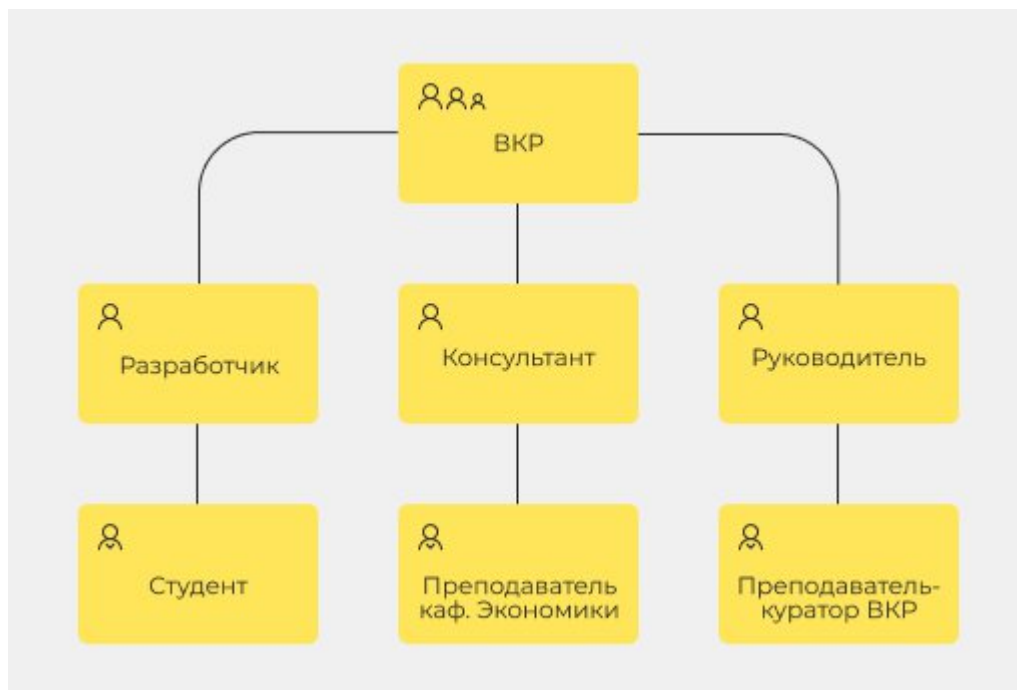 ВКР
Разработчик
Консультант
Руководитель
Студент
Преподаватель
каф. Экономики
Преподаватель-
куратор ВКР